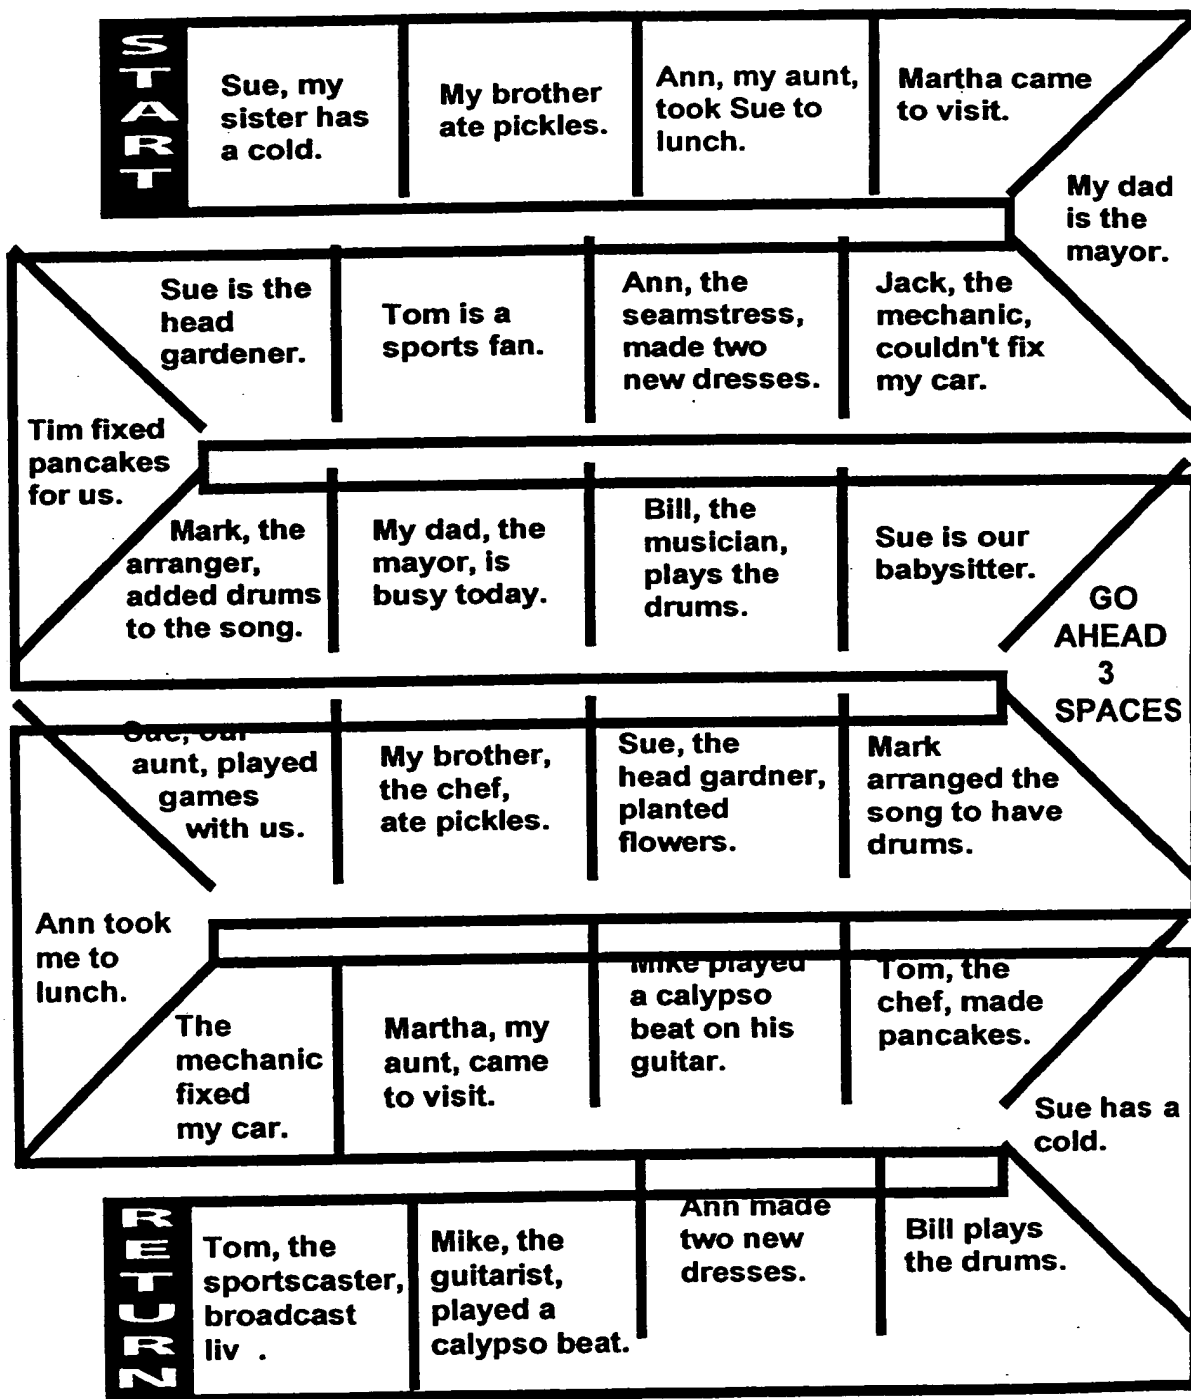 START
Sue, my
sister has
a cold.
My brother
ate pickles.
Ann, my aunt,
took Sue to
lunch.
Martha came
to visit.
My dad
is the
mayor.
Jack, the
mechanic,
couldn't fix
my car.
Ann, the
seamstress,
made two
new dresses.
Tom is a
sports fan.
Sue is the
head
gardener.
Tim fixed
pancakes
for us.
Mark, the
arranger,
added drums
to the song.
My dad, the
mayor, is
busy today.
Bill, the
musician,
plays the
drums.
Sue is our
babysitter.
GO
AHEAD
3
SPACES
Mark
arranged the
song to have
drums.
Sue, the
head gardner,
planted
flowers.
My brother,
the chef,
ate pickles.
Sue, our
aunt, played
games
with us.
Ann took
me to
lunch.
The
mechanic
fixed
my car.
Martha, my
aunt, came
to visit.
Mike played
a calypso
beat on his
guitar.
Tom, the
chef, made
pancakes.
Sue has a
cold.
Bill plays
the drums.
Ann made
two new
dresses.
Mike, the
guitarist,
played a
calypso beat.
Tom, the
sportscaster,
broadcast
liv .
RETURN